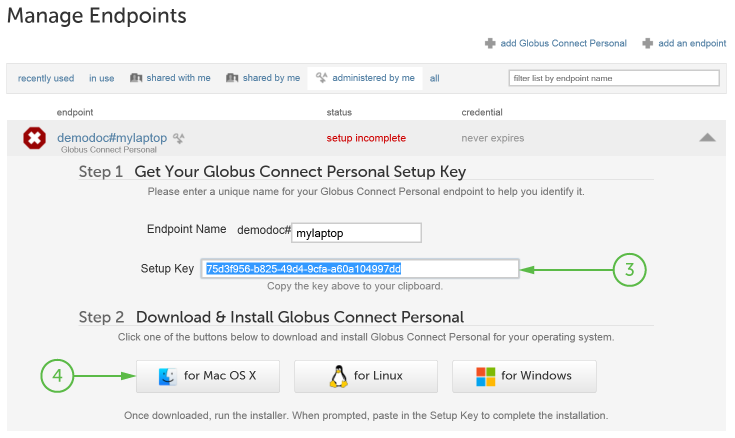 Manage Endpoints
add Globus Connect Personal add an endpoint
recently used in use shared with me shared by me administered by me all filter list by endpoint name
endpoint status credential
demodoc#mylaptop setup incomplete never expires
Globus Connect Personal
Step 1 Get Your Globus Connect Personal Setup Key
Please enter a unique name for your Globus Connect Personal endpoint to help you identify it.
Endpoint Name demodoc# mylaptop
Setup Key 75d3f956-b825-49d4-9cfa-a60a104997dd 3
Copy the key above to your clipboard.
Step 2 Download & Install Globus Connect Personal
Click one of the buttons below to download and install Globus Connect Personal for your operating system.
4 for Mac OS X for Linux for Windows
Once downloaded, run the installer. When prompted, paste in the Setup Key to complete the installation.